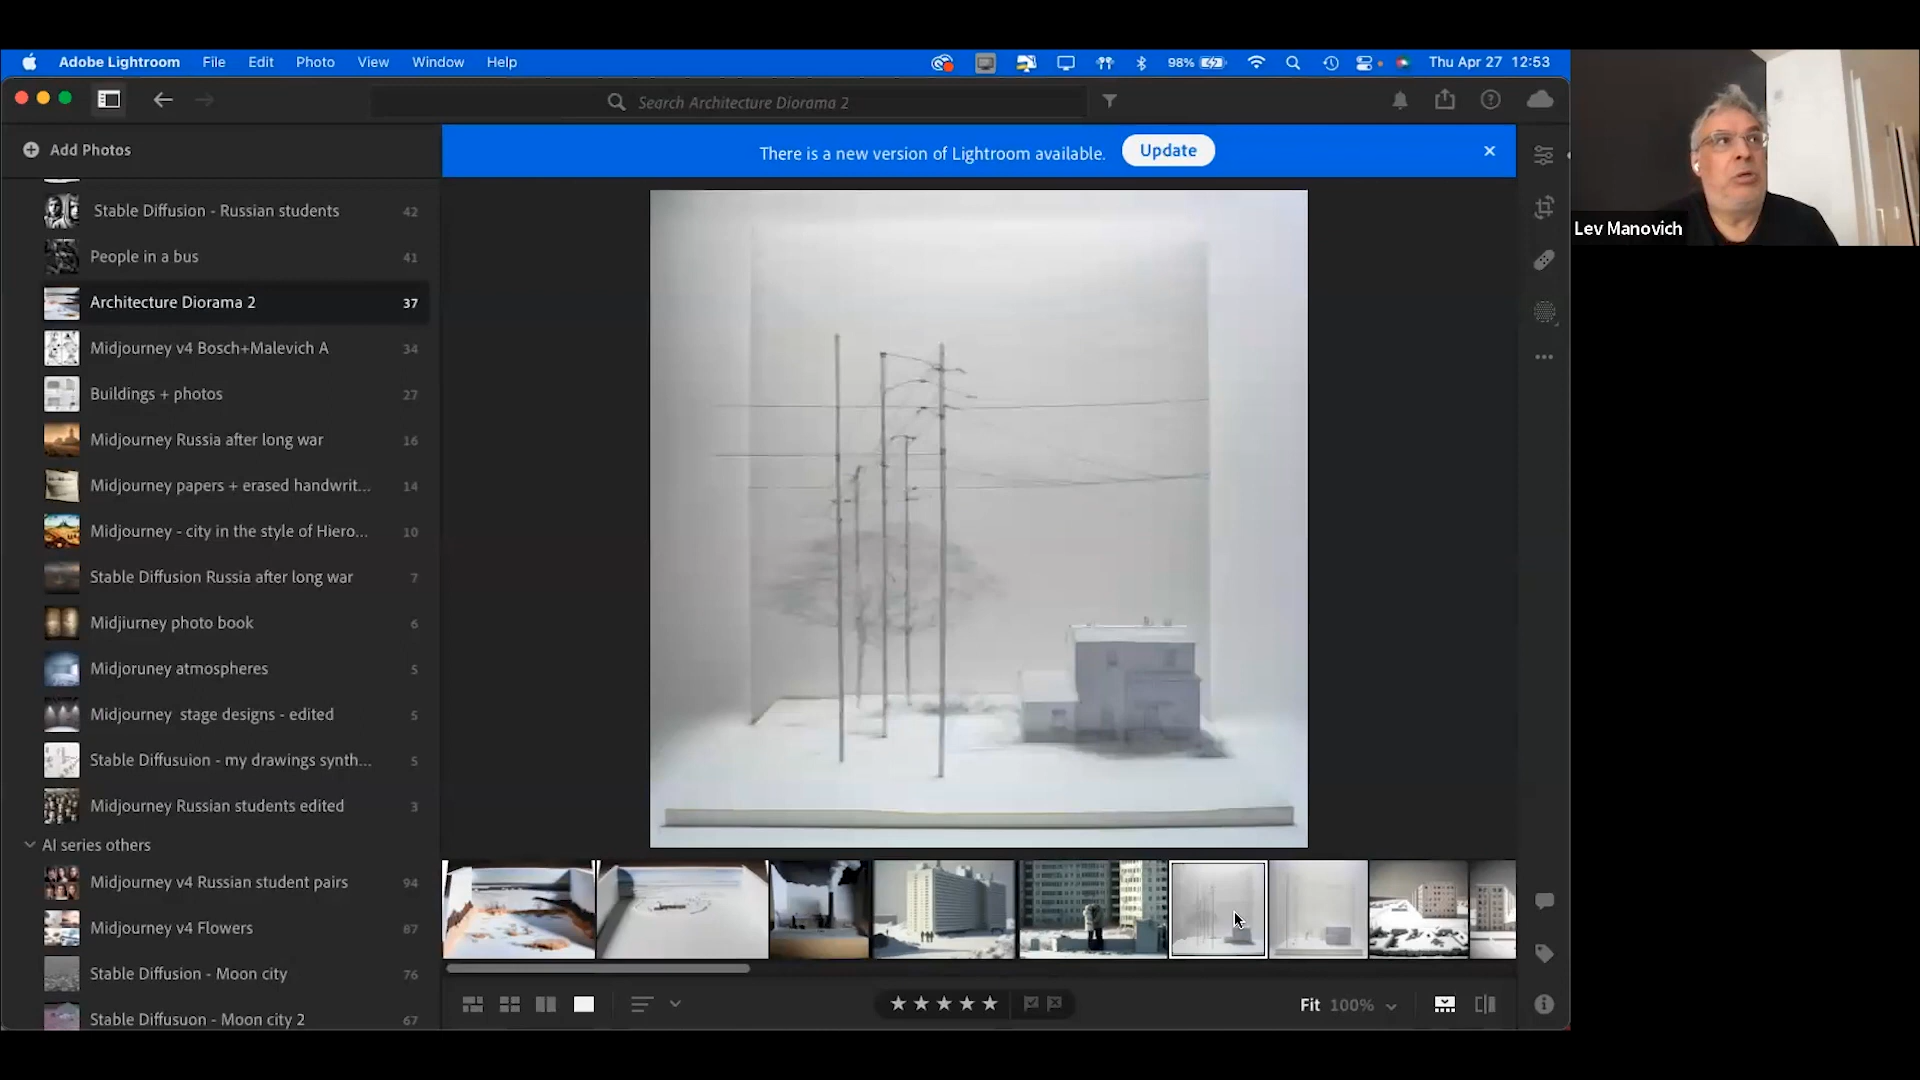 Adobe Lightroom File Edit Photo View Window Help 98% Thu Apr 27 12:53
Search Architecture Diorama 2
Add Photos
There is a new version of Lightroom available. Update
Stable Diffusion - Russian students 42
People in a bus 41
Architecture Diorama 2 37
Midjourney v4 Bosch+Malevich A 34
Buildings + photos 27
Midjourney Russia after long war 16
Midjourney papers + erased handwrit... 14
Midjourney - city in the style of Hiero... 10
Stable Diffusion Russia after long war 7
Midjiurney photo book 6
Midjoruney atmospheres 5
Midjourney stage designs - edited 5
Stable Diffusuion - my drawings synth... 5
Midjourney Russian students edited 3
AI series others
Midjourney v4 Russian student pairs 94
Midjourney v4 Flowers 87
Stable Diffusion - Moon city 76
Stable Diffusuon - Moon city 2 67
Fit 100%
Lev Manovich